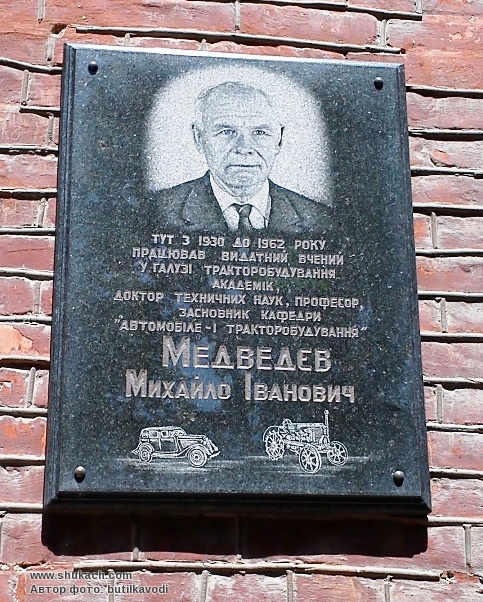 ТУТ З 1930 ДО 1962 РОКУ
ПРАЦЮВАВ ВИДАТНИЙ ВЧЕНИЙ
У ГАЛУЗІ ТРАКТОРОБУДУВАННЯ
АКАДЕМІК,
ДОКТОР ТЕХНИЧНИХ НАУК, ПРОФЕСОР,
ЗАСНОВНИК КАФЕДРИ
"АВТОМОБІЛЕ-І ТРАКТОРОБУДУВАННЯ"
МЕДВЕДЄВ
МИХАЙЛО ІВАНОВИЧ
www.shukach.com
Автор фото: butilkavodi